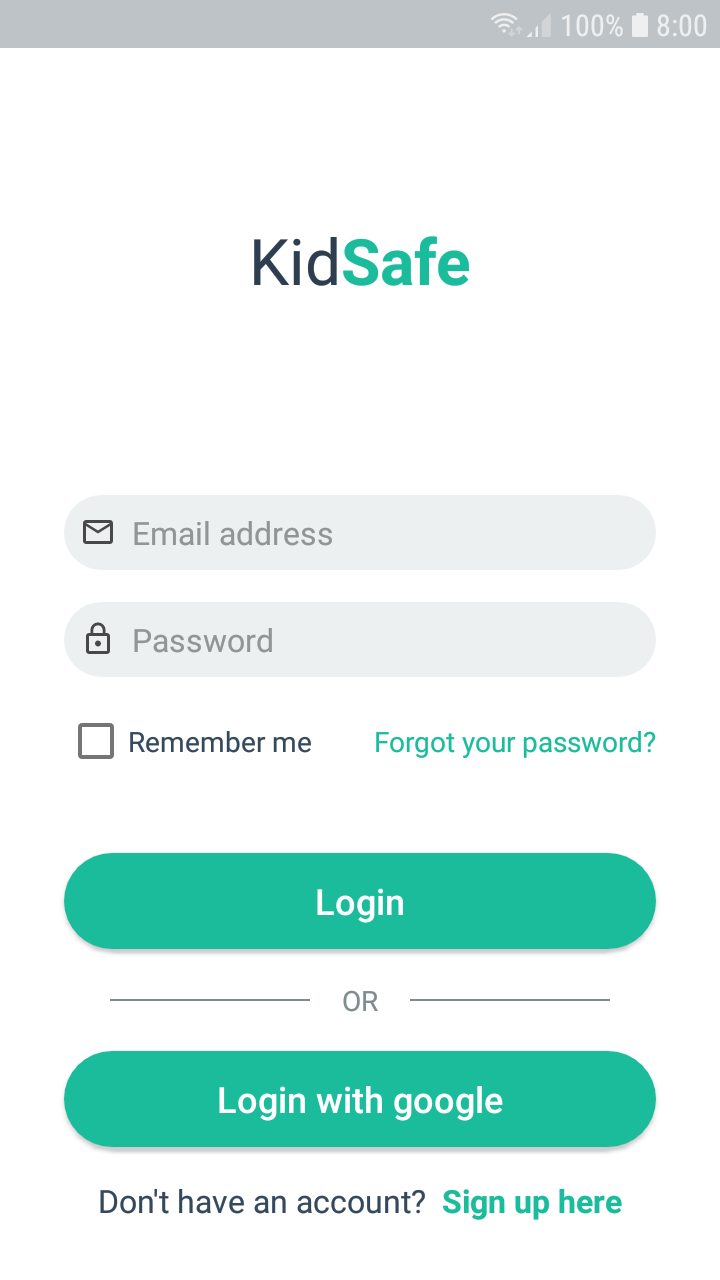 100% 8:00
KidSafe
Email address
Password
Remember me Forgot your password?
Login
OR
Login with google
Don't have an account? Sign up here